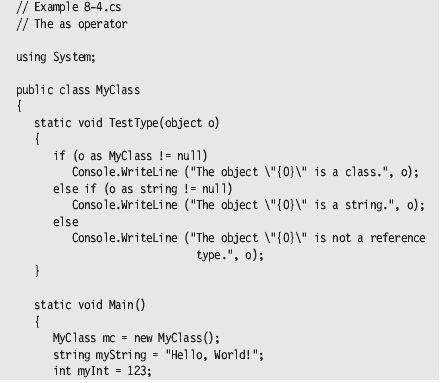 // Example 8-4.cs
// The as operator
using System;
public class MyClass
{
static void TestType(object o)
{
if (o as MyClass != null)
Console.WriteLine ("The object \"{0}\" is a class.", o);
else if (o as string != null)
Console.WriteLine ("The object \"{0}\" is a string.", o);
else
Console.WriteLine ("The object \"{0}\" is not a reference
type.", o);
}
static void Main()
{
MyClass mc = new MyClass();
string myString = "Hello, World!";
int myInt = 123;